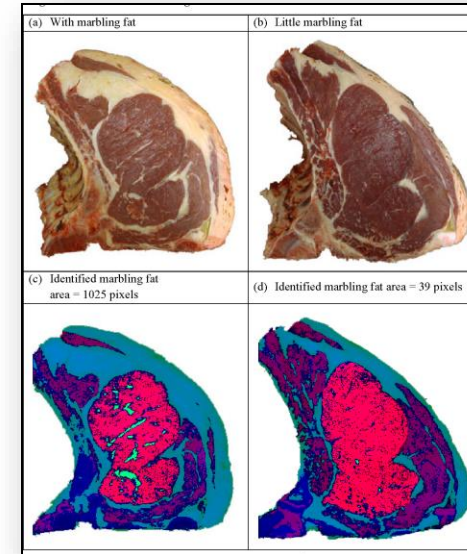 (a) With marbling fat
(b) Little marbling fat
(c) Identified marbling fat
area = 1025 pixels
(d) Identified marbling fat area = 39 pixels